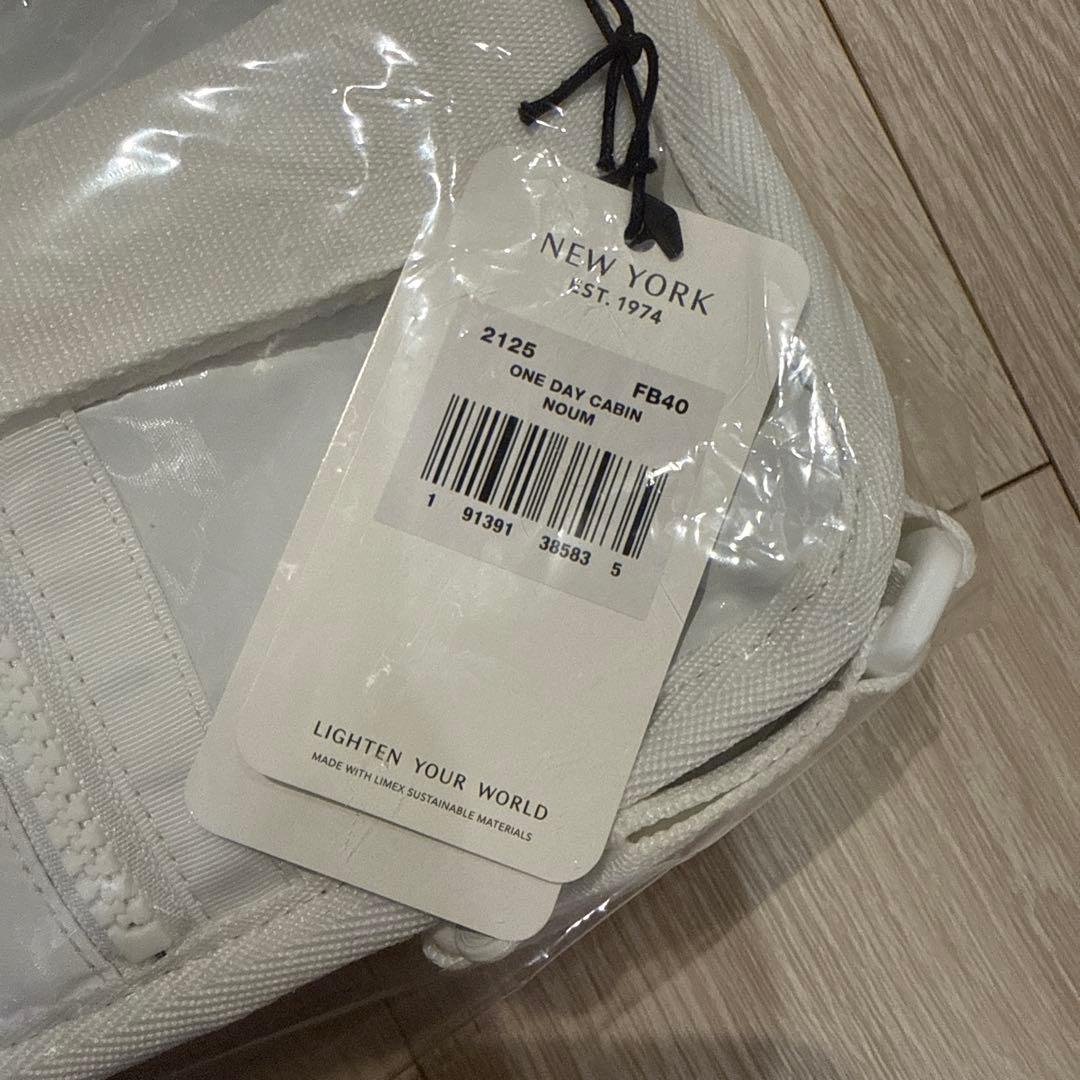 NEW YORK
EST. 1974
2125 FB40
ONE DAY CABIN
NOUM
1 91391 38583 5
LIGHTEN YOUR WORLD
MADE WITH LIMEX SUSTAINABLE MATERIALS